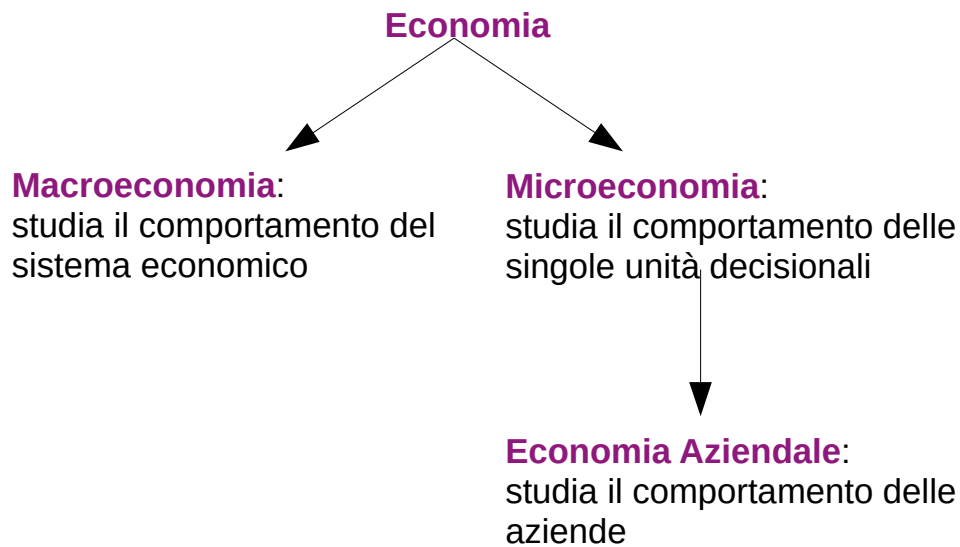 Economia
Macroeconomia:
studia il comportamento del
sistema economico
Microeconomia:
studia il comportamento delle
singole unità decisionali
Economia Aziendale:
studia il comportamento delle
aziende